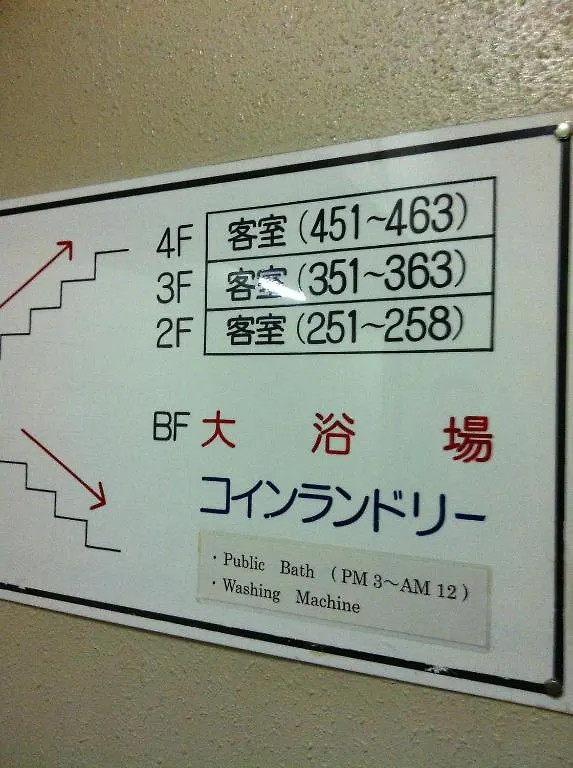 4F 客室(451~463)
3F 客室(351~363)
2F 客室(251~258)
BF 大浴場
コインランドリー
・Public Bath (PM 3~AM 12)
・Washing Machine